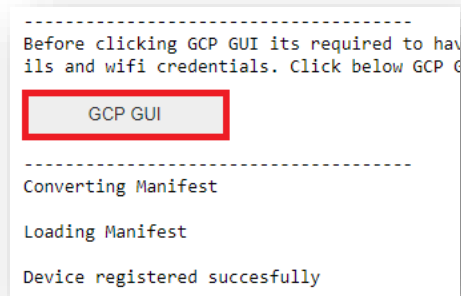 ---------------------------------------
Before clicking GCP GUI its required to
ils and wifi credentials. Click below GCP
GCP GUI
---------------------------------------
Converting Manifest
Loading Manifest
Device registered succesfully